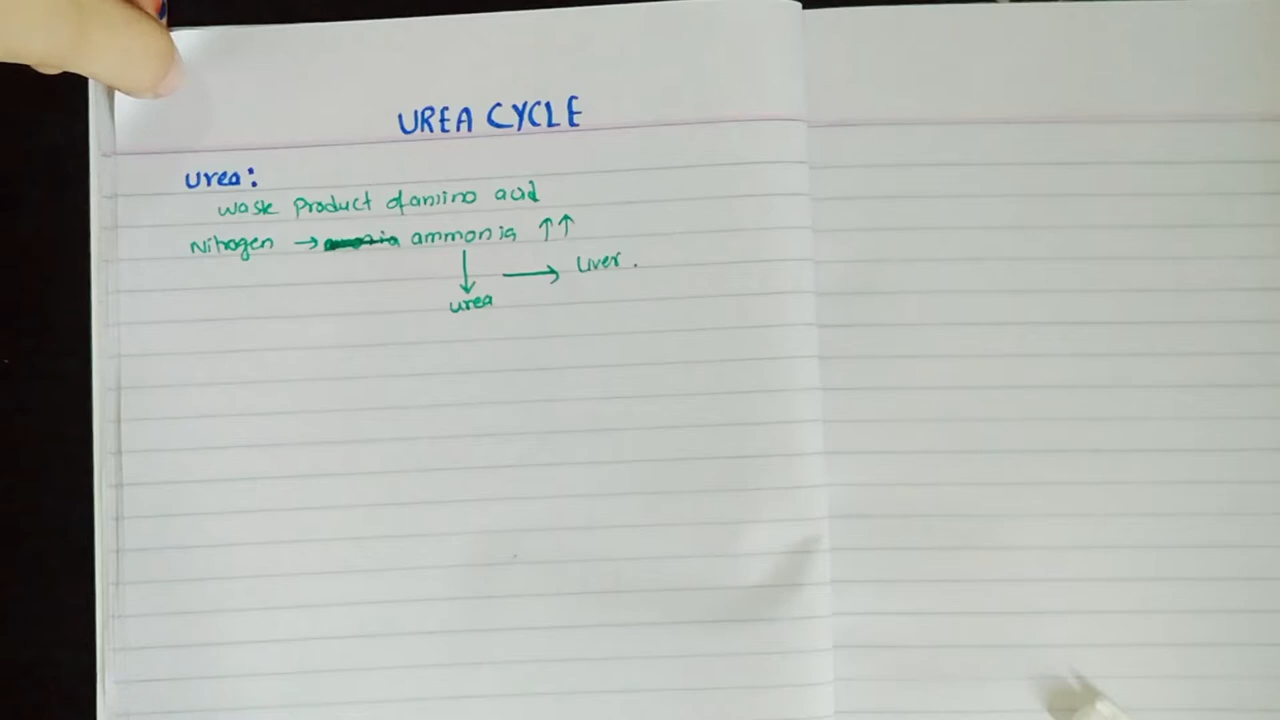 UREA CYCLE
Urea:
Waste Product of amino acid
Nitrogen → ammonia ↑↑
↓ → Liver.
urea